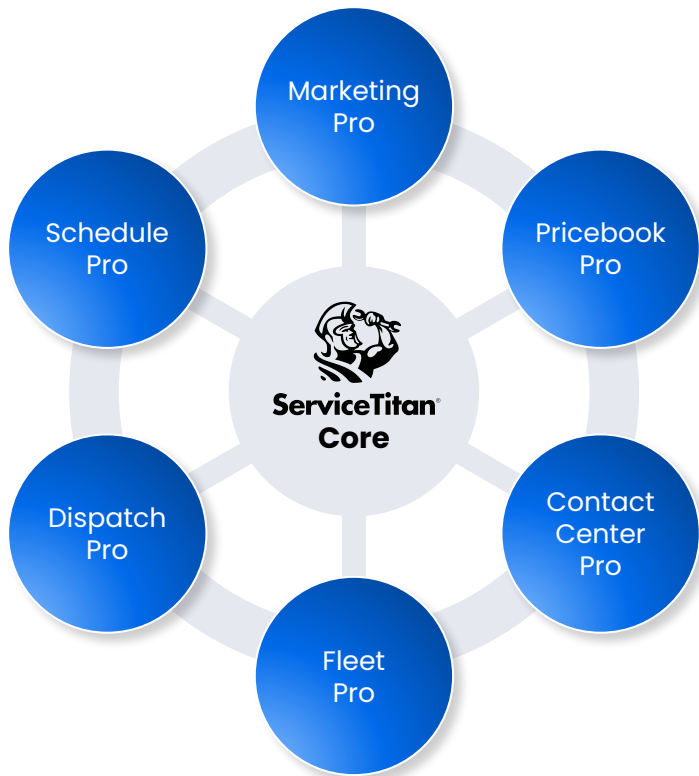 Marketing
Pro
Schedule
Pro
Pricebook
Pro
ServiceTitan®
Core
Dispatch
Pro
Contact
Center
Pro
Fleet
Pro